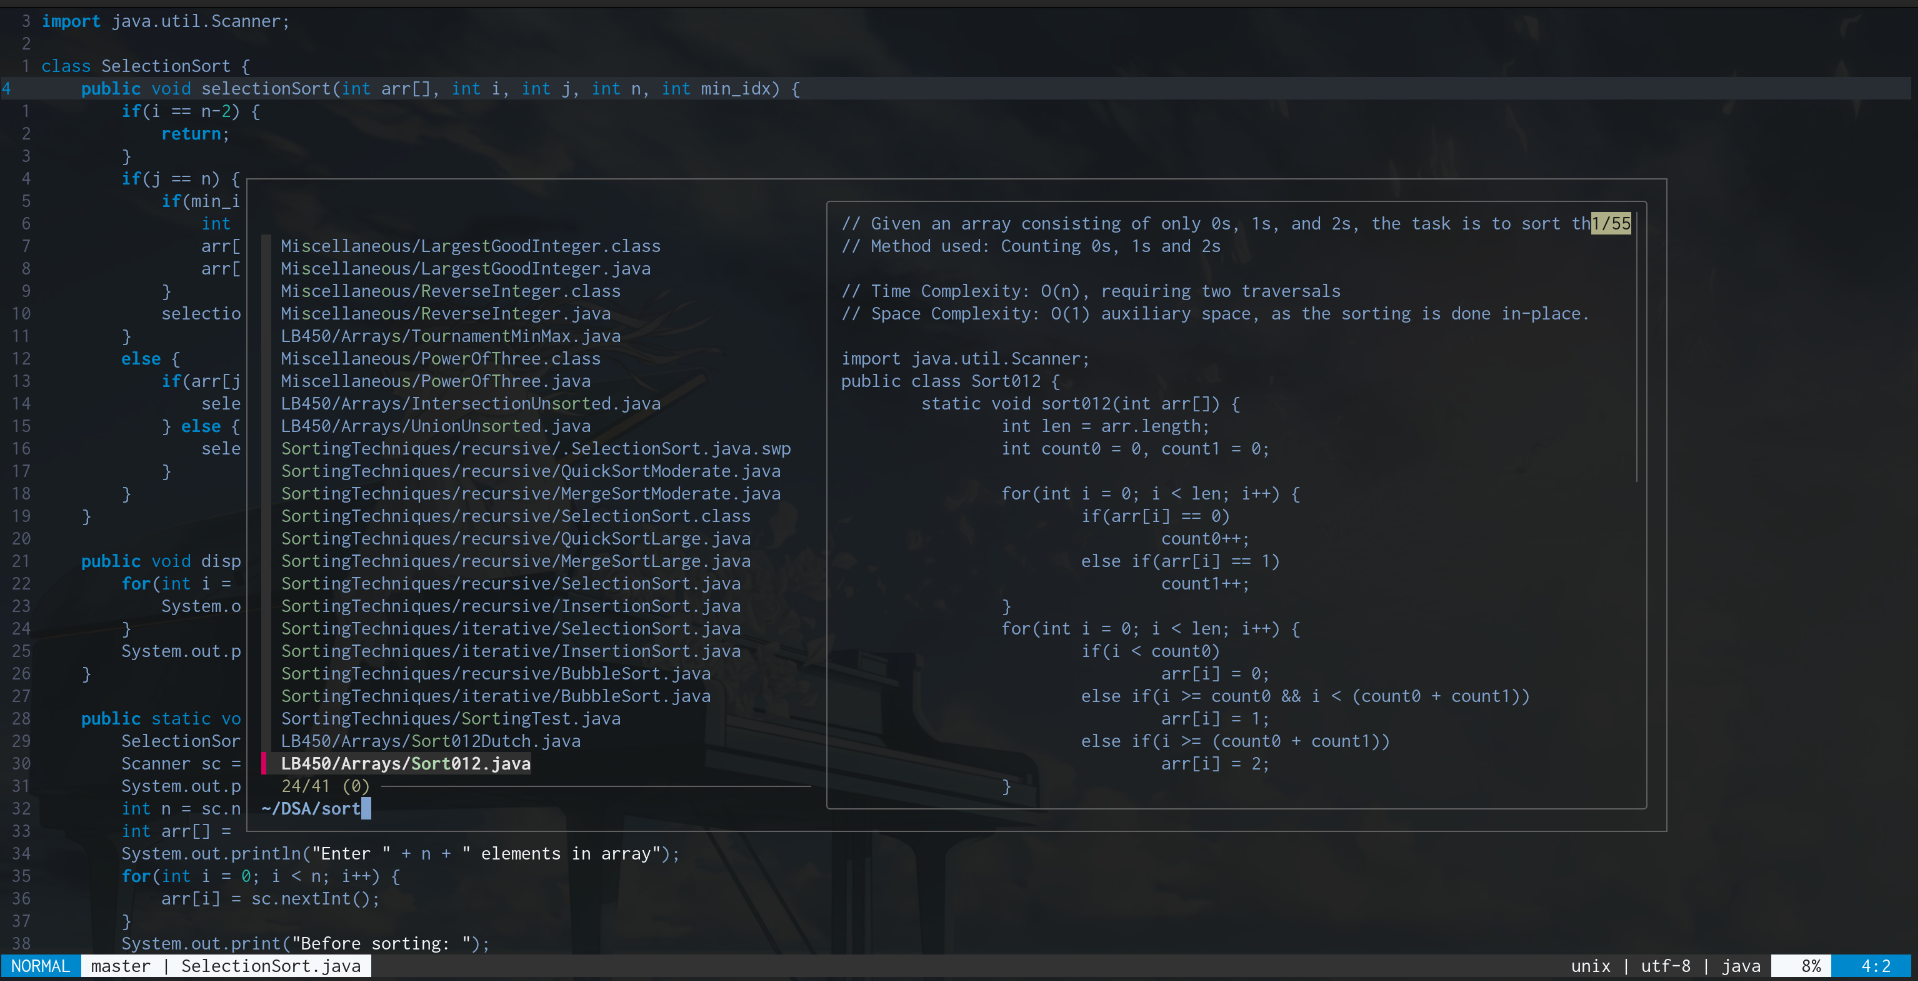 3 import java.util.Scanner;
2
1 class SelectionSort {
4 public void selectionSort(int arr[], int i, int j, int n, int min_idx) {
1 if(i == n-2) {
2 return;
3 }
4 if(j == n) {
5 if(min_i
6 int
7 arr[
8 arr[
9 }
10 selectio
11 }
12 else {
13 if(arr[j
14 sele
15 } else {
16 sele
17 }
18 }
19 }
20
21 public void disp
22 for(int i =
23 System.o
24 }
25 System.out.p
26 }
27
28 public static vo
29 SelectionSor
30 Scanner sc =
31 System.out.p
32 int n = sc.n
33 int arr[] =
34 System.out.println("Enter " + n + " elements in array");
35 for(int i = 0; i < n; i++) {
36 arr[i] = sc.nextInt();
37 }
38 System.out.print("Before sorting: ");
Miscellaneous/LargestGoodInteger.class
Miscellaneous/LargestGoodInteger.java
Miscellaneous/ReverseInteger.class
Miscellaneous/ReverseInteger.java
LB450/Arrays/TournamentMinMax.java
Miscellaneous/PowerOfThree.class
Miscellaneous/PowerOfThree.java
LB450/Arrays/IntersectionUnsorted.java
LB450/Arrays/UnionUnsorted.java
SortingTechniques/recursive/.SelectionSort.java.swp
SortingTechniques/recursive/QuickSortModerate.java
SortingTechniques/recursive/MergeSortModerate.java
SortingTechniques/recursive/SelectionSort.class
SortingTechniques/recursive/QuickSortLarge.java
SortingTechniques/recursive/MergeSortLarge.java
SortingTechniques/recursive/SelectionSort.java
SortingTechniques/recursive/InsertionSort.java
SortingTechniques/iterative/SelectionSort.java
SortingTechniques/iterative/InsertionSort.java
SortingTechniques/recursive/BubbleSort.java
SortingTechniques/iterative/BubbleSort.java
SortingTechniques/SortingTest.java
LB450/Arrays/Sort012Dutch.java
LB450/Arrays/Sort012.java
24/41 (0)
~/DSA/sort
// Given an array consisting of only 0s, 1s, and 2s, the task is to sort th1/55
// Method used: Counting 0s, 1s and 2s
// Time Complexity: O(n), requiring two traversals
// Space Complexity: O(1) auxiliary space, as the sorting is done in-place.
import java.util.Scanner;
public class Sort012 {
static void sort012(int arr[]) {
int len = arr.length;
int count0 = 0, count1 = 0;
for(int i = 0; i < len; i++) {
if(arr[i] == 0)
count0++;
else if(arr[i] == 1)
count1++;
}
for(int i = 0; i < len; i++) {
if(i < count0)
arr[i] = 0;
else if(i >= count0 && i < (count0 + count1))
arr[i] = 1;
else if(i >= (count0 + count1))
arr[i] = 2;
}
NORMAL master | SelectionSort.java unix | utf-8 | java 8% 4:2